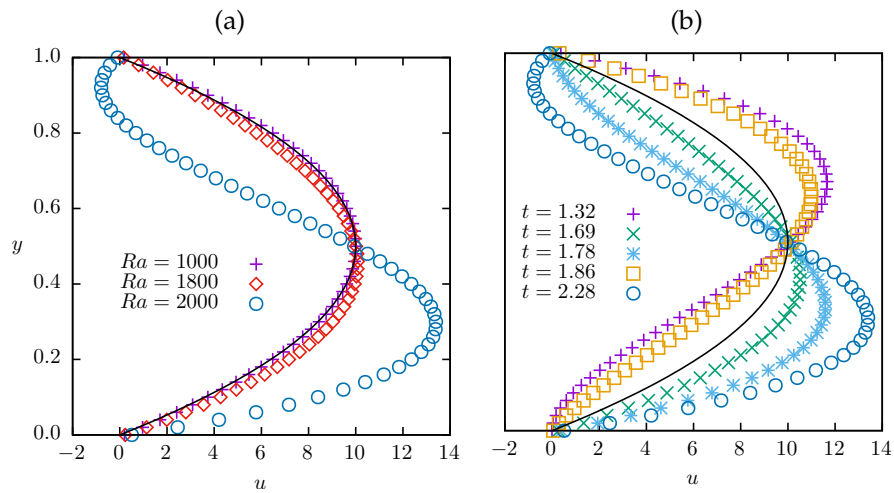 (a)
1.0
0.8
0.6
y
0.4
0.2
0.0
Ra = 1000
Ra = 1800
Ra = 2000
−2 0 2 4 6 8 10 12 14
u
(b)
t = 1.32
t = 1.69
t = 1.78
t = 1.86
t = 2.28
−2 0 2 4 6 8 10 12 14
u